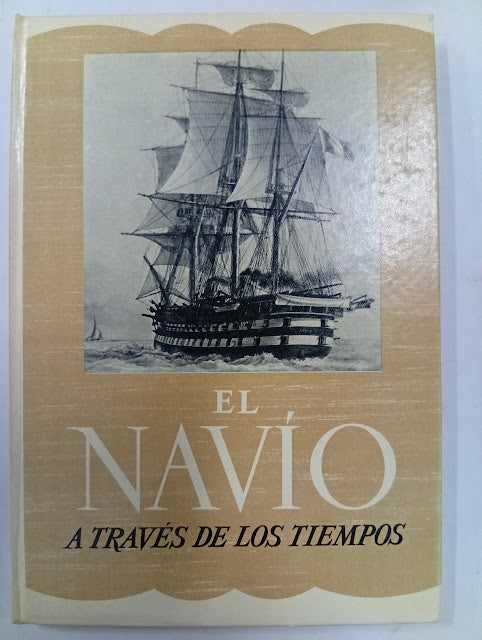 EL
NAVÍO
A TRAVÉS DE LOS TIEMPOS